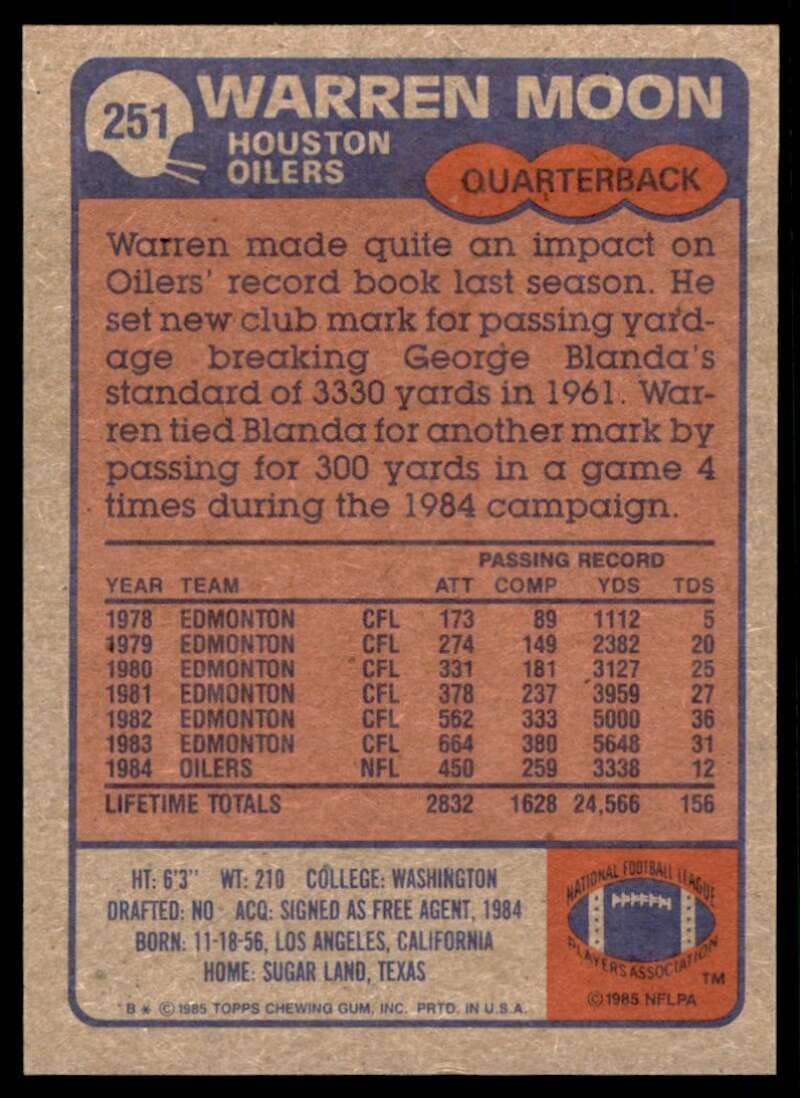 251
WARREN MOON
HOUSTON
OILERS
QUARTERBACK
Warren made quite an impact on
Oilers' record book last season. He
set new club mark for passing yard-
age breaking George Blanda's
standard of 3330 yards in 1961. War-
ren tied Blanda for another mark by
passing for 300 yards in a game 4
times during the 1984 campaign.
PASSING RECORD
YEAR TEAM ATT COMP YDS TDS
1978 EDMONTON CFL 173 89 1112 5
1979 EDMONTON CFL 274 149 2382 20
1980 EDMONTON CFL 331 181 3127 25
1981 EDMONTON CFL 378 237 3959 27
1982 EDMONTON CFL 562 333 5000 36
1983 EDMONTON CFL 664 380 5648 31
1984 OILERS NFL 450 259 3338 12
LIFETIME TOTALS 2832 1628 24,566 156
HT: 6'3" WT: 210 COLLEGE: WASHINGTON
DRAFTED: NO ACQ: SIGNED AS FREE AGENT, 1984
BORN: 11-18-56, LOS ANGELES, CALIFORNIA
HOME: SUGAR LAND, TEXAS
B * © 1985 TOPPS CHEWING GUM, INC. PRTD. IN U.S.A.
NATIONAL FOOTBALL LEAGUE
PLAYERS ASSOCIATION
TM
© 1985 NFLPA